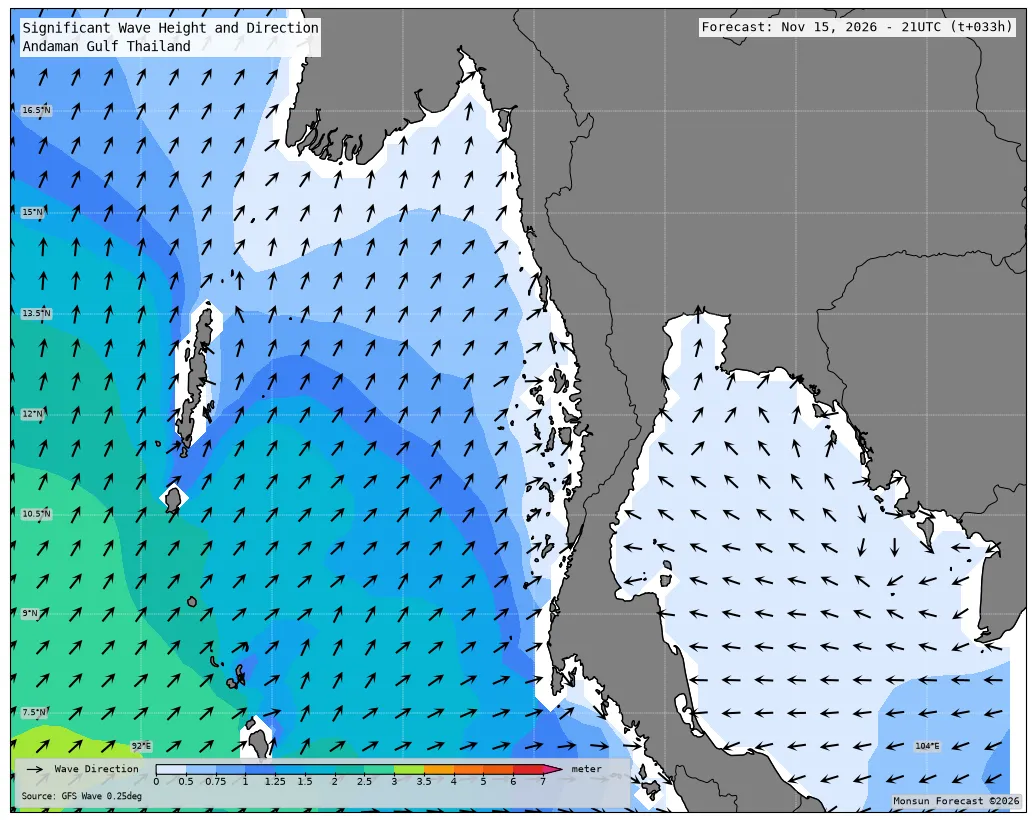 Significant Wave Height and Direction
Andaman Gulf Thailand
Forecast: Nov 15, 2026 - 21UTC (t+033h)
16.5°N
15°N
13.5°N
12°N
10.5°N
9°N
7.5°N
92°E
104°E
Wave Direction
0 0.5 0.75 1 1.25 1.5 2 2.5 3 3.5 4 5 6 7
meter
Source: GFS Wave 0.25deg
Monsun Forecast ©2026